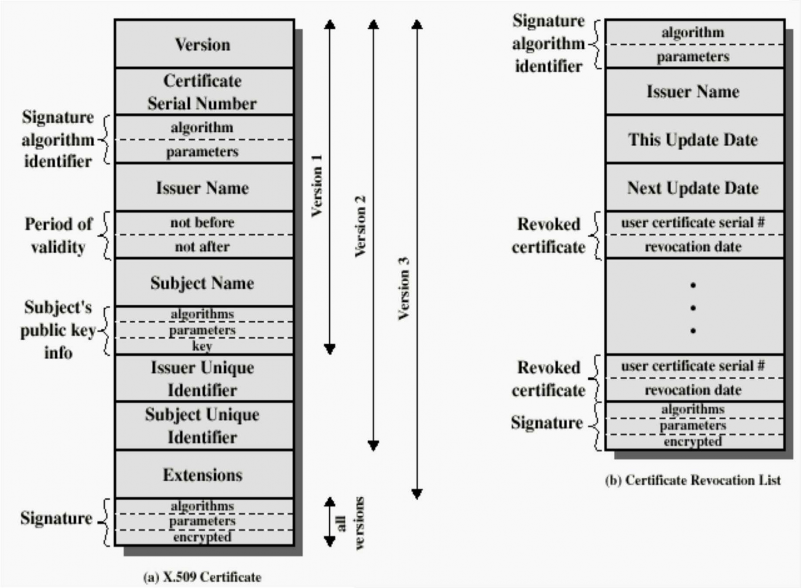 Version
Certificate
Serial Number
Signature
algorithm
identifier
algorithm
parameters
Issuer Name
Period of
validity
not before
not after
Subject Name
Subject's
public key
info
algorithms
parameters
key
Issuer Unique
Identifier
Subject Unique
Identifier
Extensions
Signature
algorithms
parameters
encrypted
Version 1
Version 2
Version 3
all
versions
(a) X.509 Certificate
Signature
algorithm
identifier
algorithm
parameters
Issuer Name
This Update Date
Next Update Date
Revoked
certificate
user certificate serial #
revocation date
Revoked
certificate
user certificate serial #
revocation date
Signature
algorithms
parameters
encrypted
(b) Certificate Revocation List